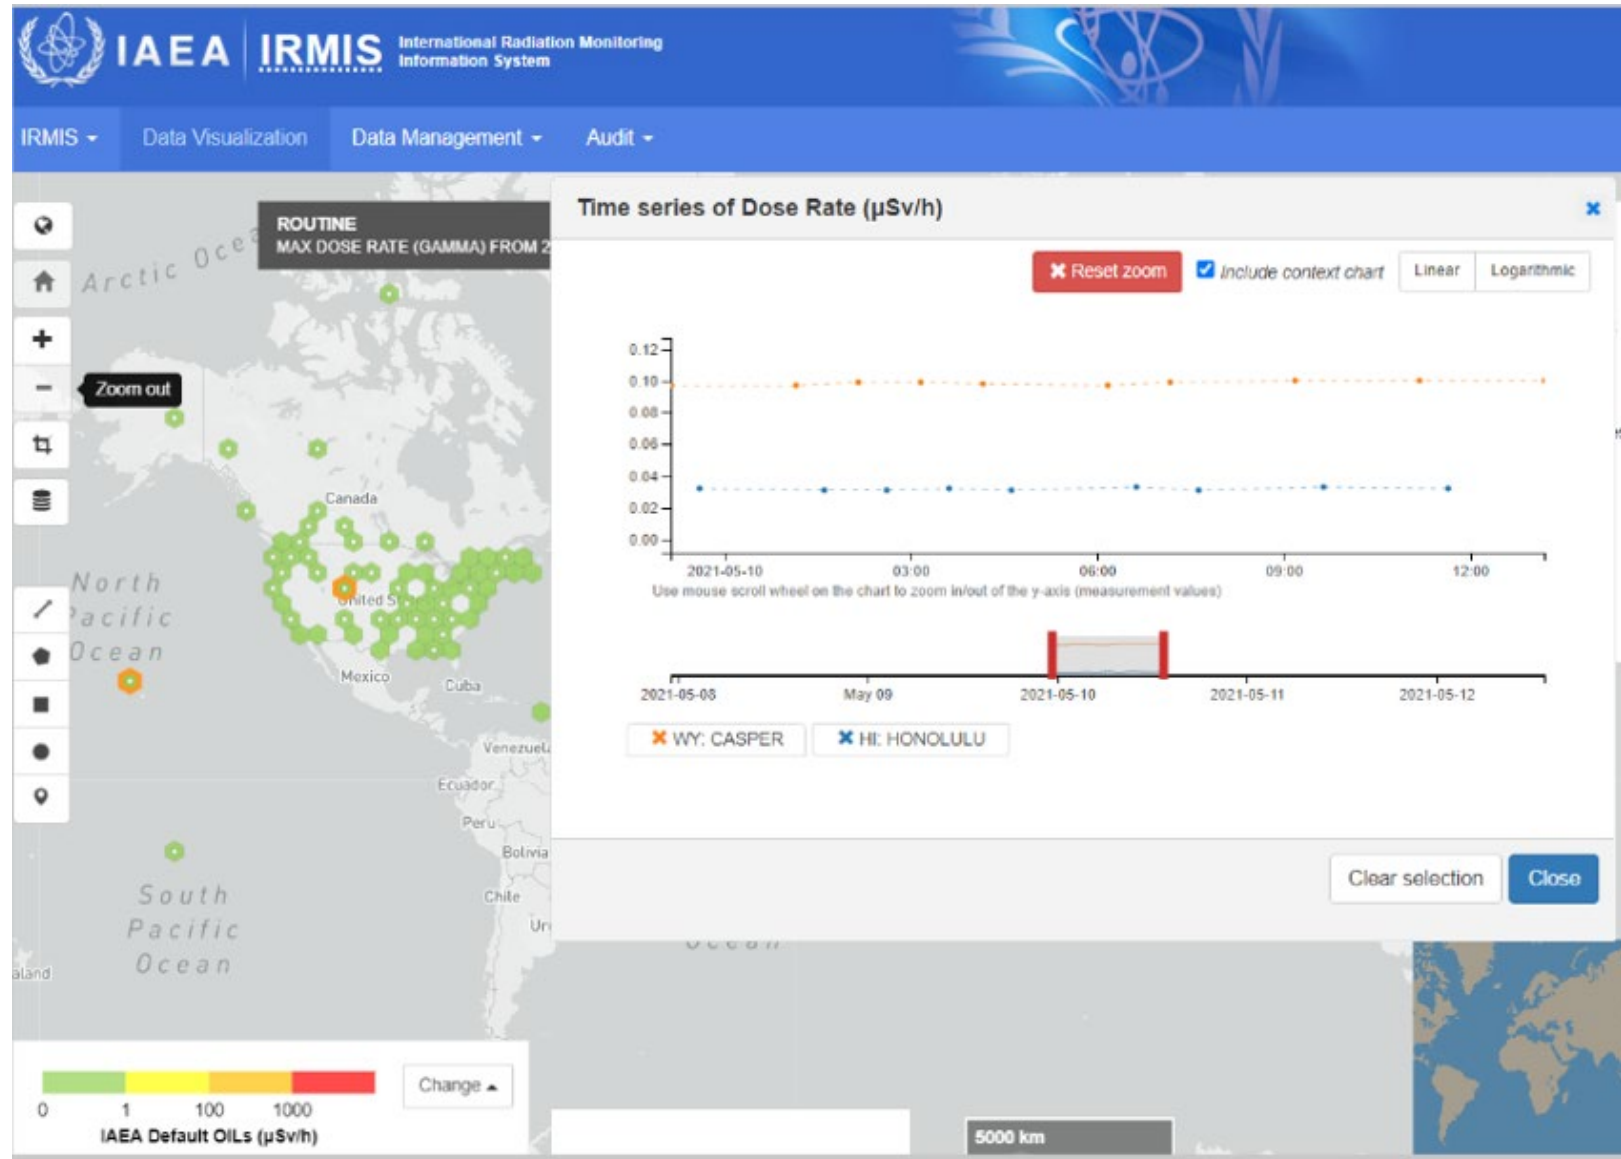 IAEA IRMIS International Radiation Monitoring
Information System
IRMIS Data Visualization Data Management Audit
Time series of Dose Rate (µSv/h)
ROUTINE
MAX DOSE RATE (GAMMA) FROM 2
Arctic Ocea
Reset zoom Include context chart Linear Logarithmic
Zoom out
0.12
0.10
0.08
0.06
0.04
0.02
0.00
2021-05-10 03:00 06:00 09:00 12:00
Use mouse scroll wheel on the chart to zoom in/out of the y-axis (measurement values)
2021-05-08 May 09 2021-05-10 2021-05-11 2021-05-12
WY: CASPER HI: HONOLULU
Canada
North
Pacific
Ocean
United S
Mexico
Cuba
Venezuel
Ecuador
Peru
Bolivia
Chile
Uru
South
Pacific
Ocean
aland
Ocean
Clear selection Close
Change
0 1 100 1000
IAEA Default OILs (µSv/h)
5000 km